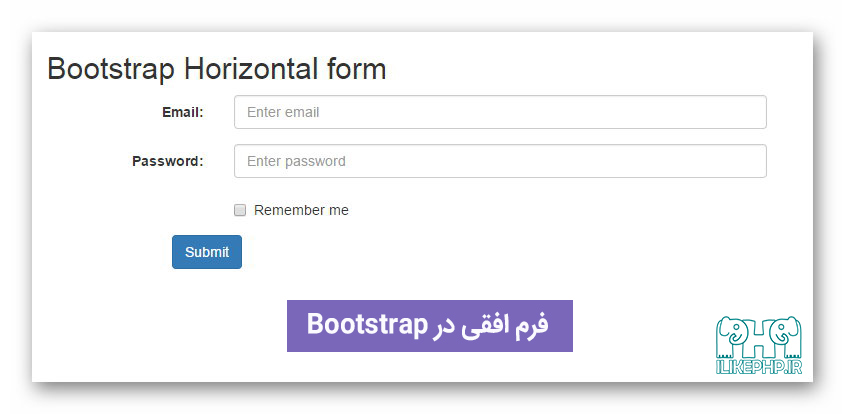 Bootstrap Horizontal form
Email: Enter email
Password: Enter password
Remember me
Submit
فرم افقی در Bootstrap
ILIKEPHP.IR